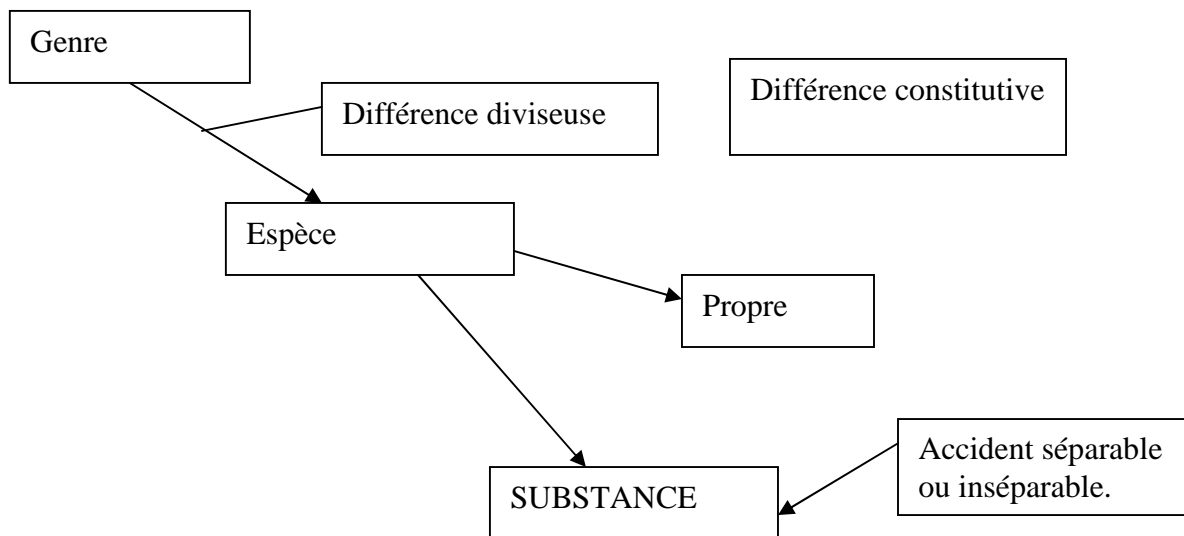 Genre
Différence diviseuse
Différence constitutive
Espèce
Propre
Accident séparable
ou inséparable.
SUBSTANCE